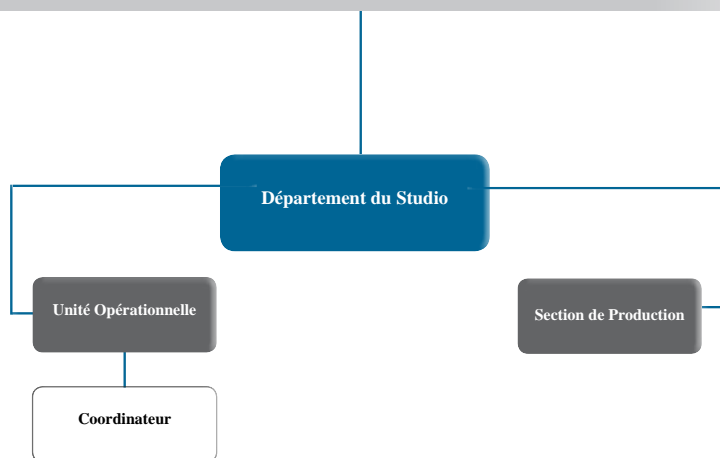 Département du Studio
Unité Opérationnelle
Section de Production
Coordinateur